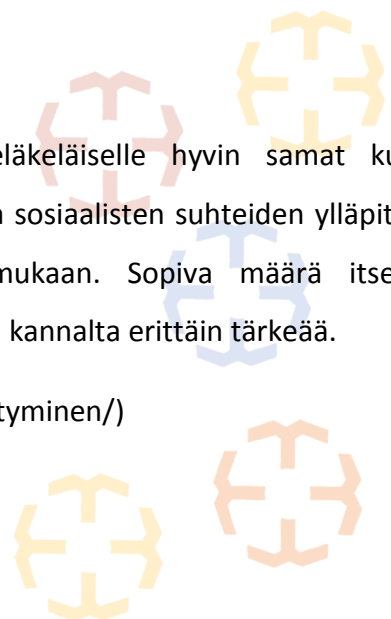 eläkeläiselle hyvin samat ku
sosiaalisten suhteiden ylläpit
mukaan. Sopiva määrä itse
kannalta erittäin tärkeää.
tyminen/)